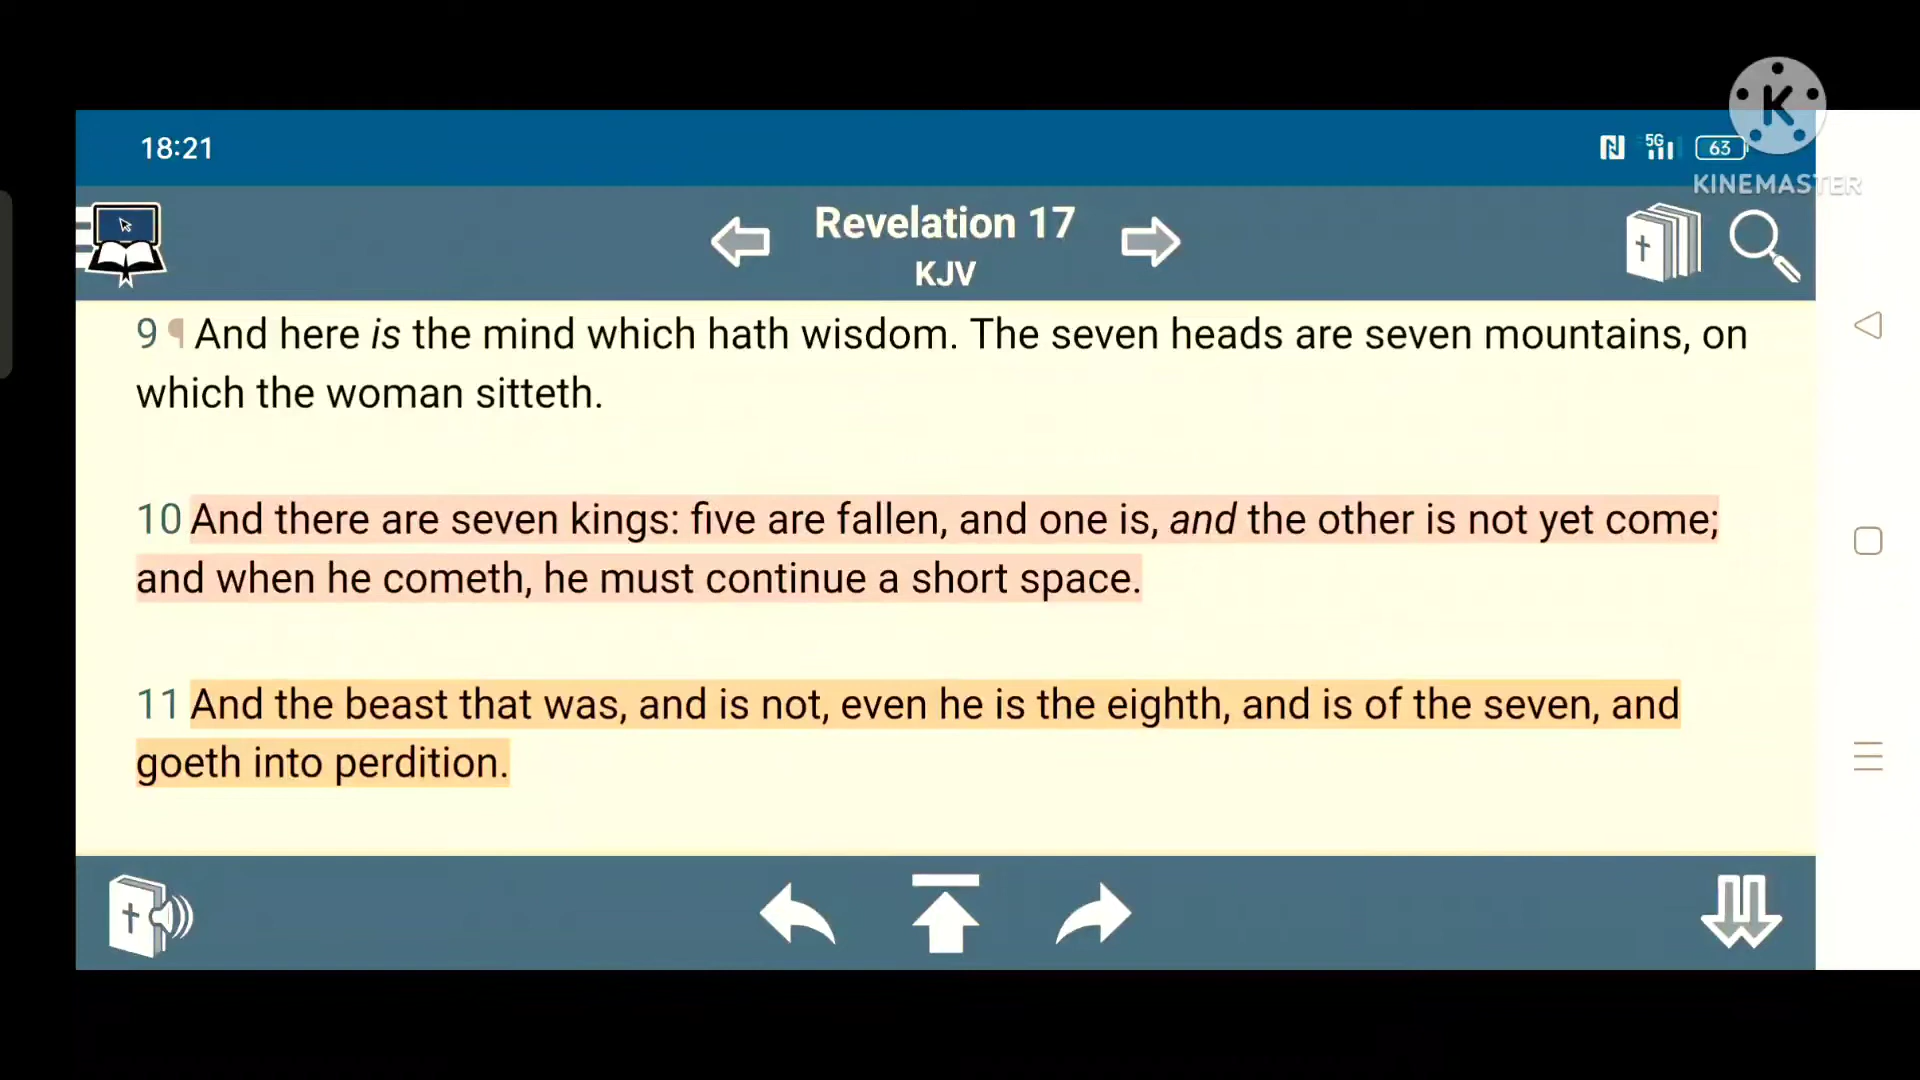 18:21
5G
63
K
KINEMASTER
Revelation 17
KJV
9 ¶ And here is the mind which hath wisdom. The seven heads are seven mountains, on
which the woman sitteth.
10 And there are seven kings: five are fallen, and one is, and the other is not yet come;
and when he cometh, he must continue a short space.
11 And the beast that was, and is not, even he is the eighth, and is of the seven, and
goeth into perdition.